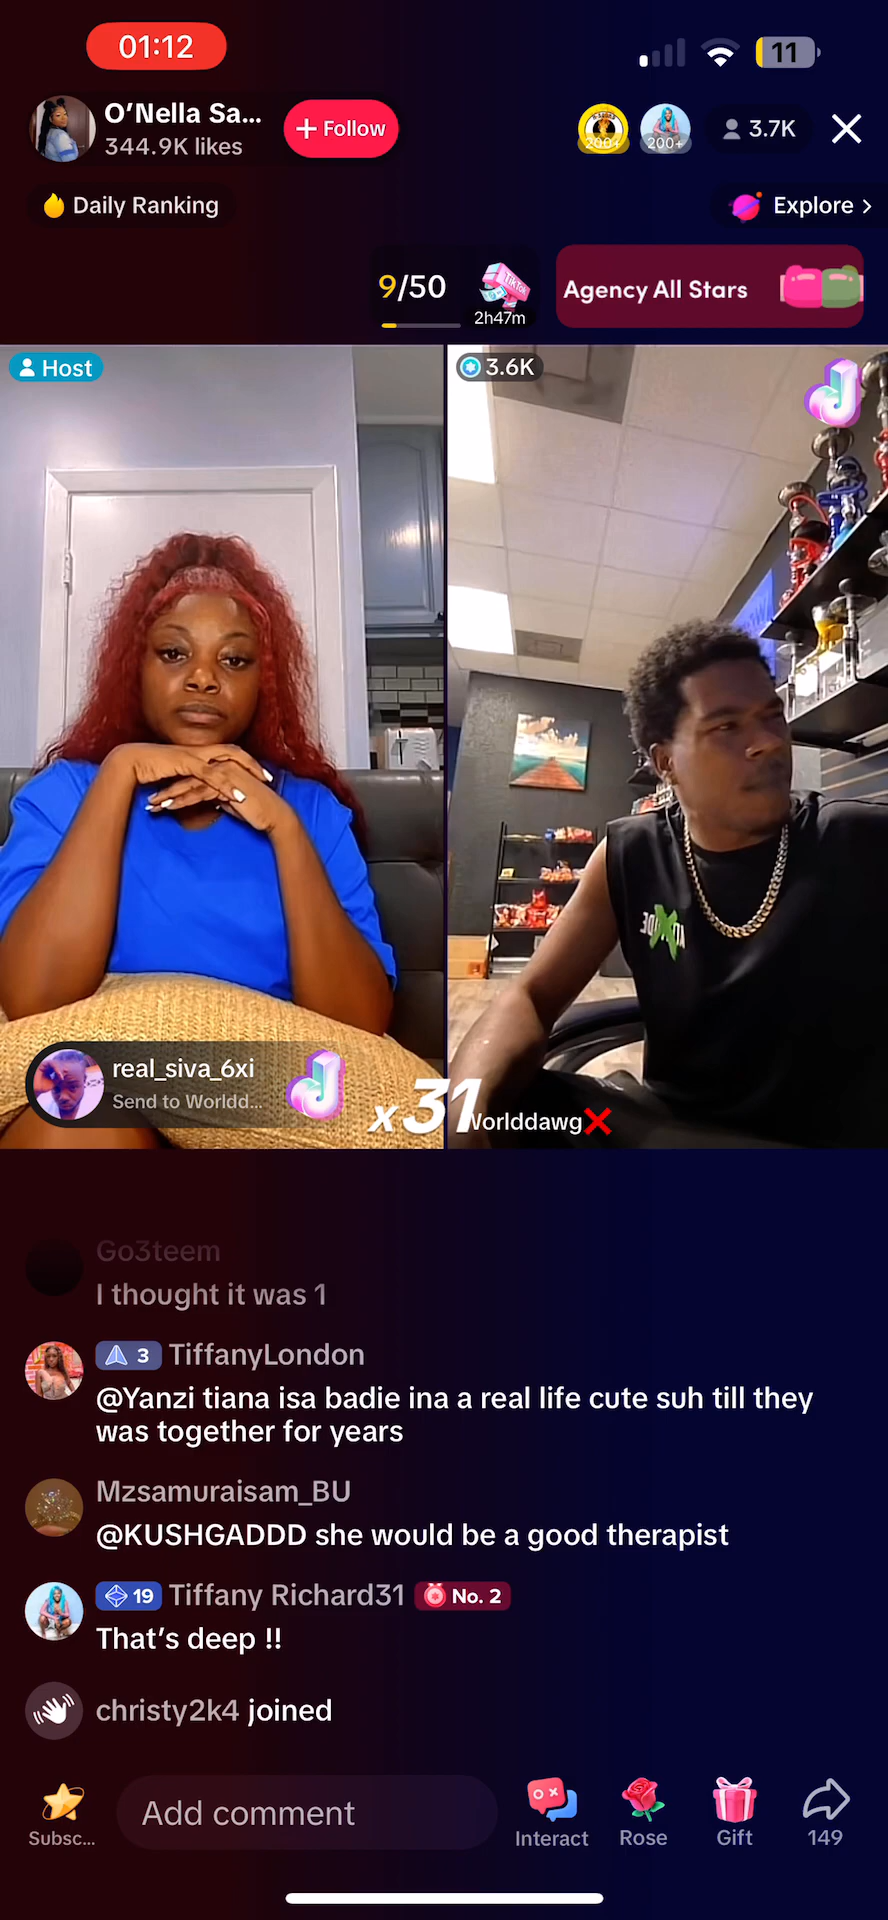 01:12
11
O’Nella Sa...
344.9K likes
+ Follow
200+
200+
3.7K
Daily Ranking
Explore >
9/50
TikTok
2h47m
Agency All Stars
Host
3.6K
real_siva_6xi
Send to Worldd...
x31
Worlddawg❌
Go3teem
I thought it was 1
3 TiffanyLondon
@Yanzi tiana isa badie ina a real life cute suh till they
was together for years
Mzsamuraisam_BU
@KUSHGADDD she would be a good therapist
19 Tiffany Richard31 No. 2
That’s deep !!
christy2k4 joined
Subsc...
Add comment
Interact
Rose
Gift
149